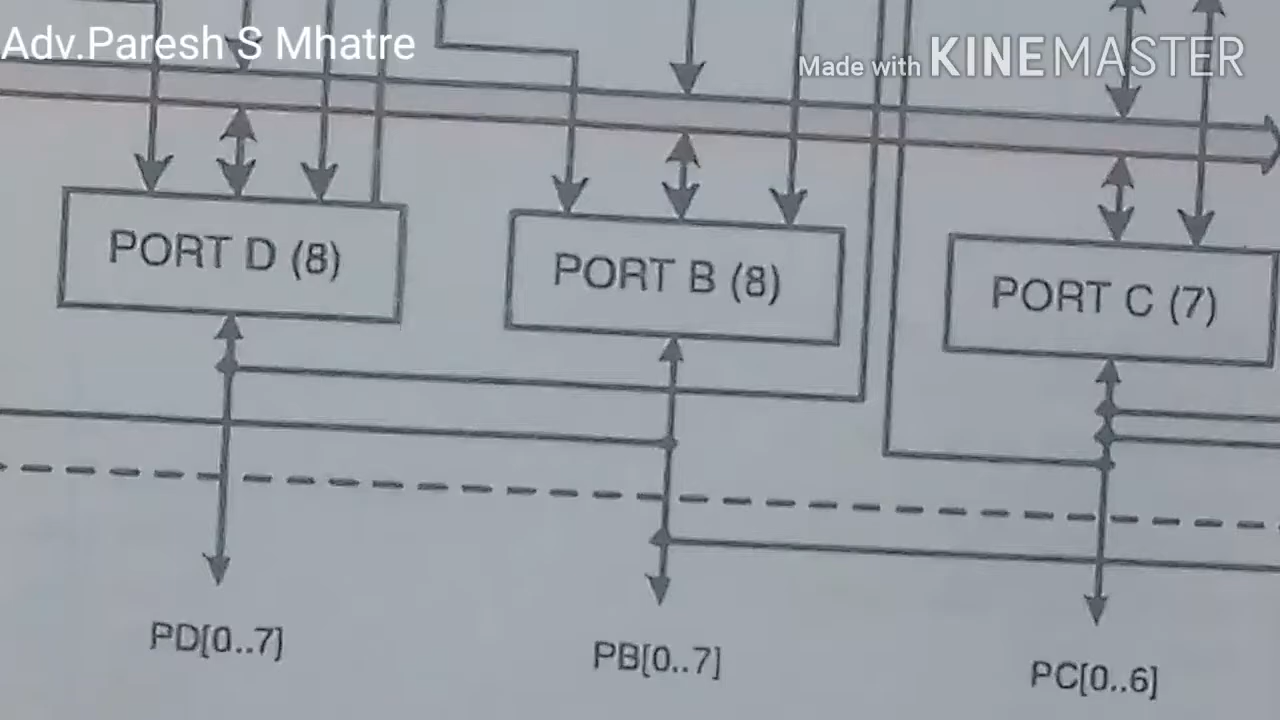 Adv.Paresh S Mhatre
Made with KINEMASTER
PORT D (8)
PORT B (8)
PORT C (7)
PD[0..7]
PB[0..7]
PC[0..6]